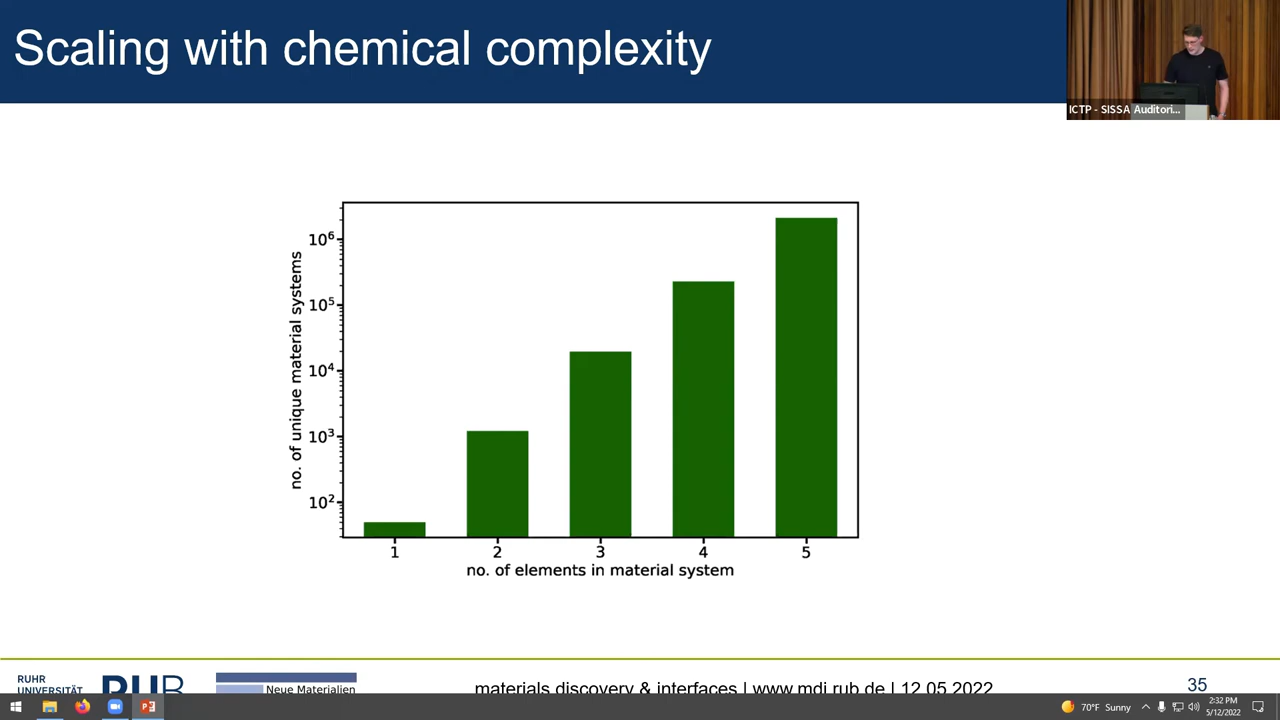 Scaling with chemical complexity
ICTP - SISSA Auditori...
no. of unique material systems
10⁶
10⁵
10⁴
10³
10²
1 2 3 4 5
no. of elements in material system
RUHR
UNIVERSITÄT
RUB
Neue Materialien
materials discovery & interfaces | www.mdi.rub.de | 12.05.2022
35
70°F Sunny
2:32 PM
5/12/2022